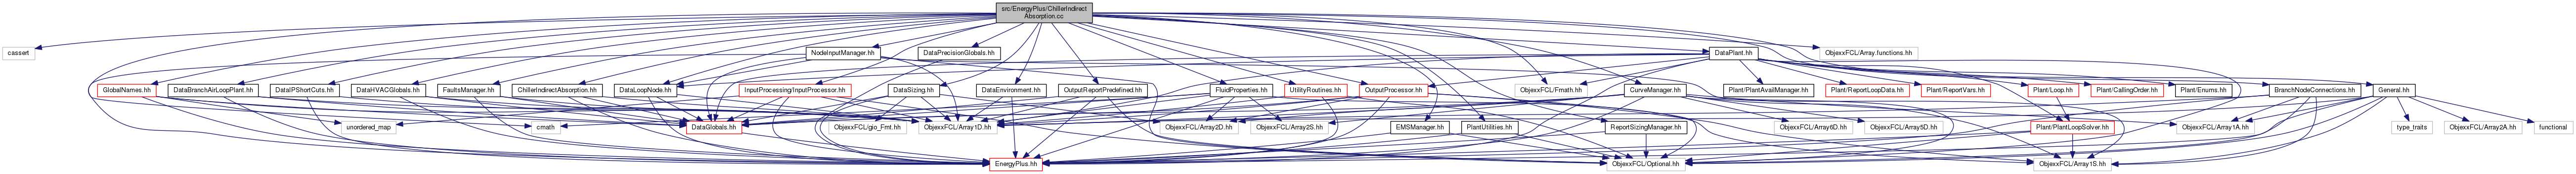 src/EnergyPlus/ChillerIndirect
Absorption.cc
cassert
NodeInputManager.hh
DataPrecisionGlobals.hh
DataPlant.hh
ObjexxFCL/Array.functions.hh
GlobalNames.hh
DataBranchAirLoopPlant.hh
DataIPShortCuts.hh
DataHVACGlobals.hh
FaultsManager.hh
ChillerIndirectAbsorption.hh
DataLoopNode.hh
InputProcessing/InputProcessor.hh
DataSizing.hh
DataEnvironment.hh
OutputReportPredefined.hh
FluidProperties.hh
UtilityRoutines.hh
OutputProcessor.hh
ObjexxFCL/Fmath.hh
CurveManager.hh
Plant/PlantAvailManager.hh
Plant/ReportLoopData.hh
Plant/ReportVars.hh
Plant/Loop.hh
Plant/CallingOrder.hh
Plant/Enums.hh
BranchNodeConnections.hh
General.hh
unordered_map
cmath
DataGlobals.hh
ObjexxFCL/gio_Fmt.hh
ObjexxFCL/Array1D.hh
ObjexxFCL/Array2D.hh
ObjexxFCL/Array2S.hh
EMSManager.hh
PlantUtilities.hh
ReportSizingManager.hh
ObjexxFCL/Array6D.hh
ObjexxFCL/Array5D.hh
Plant/PlantLoopSolver.hh
ObjexxFCL/Array1A.hh
type_traits
ObjexxFCL/Array2A.hh
functional
EnergyPlus.hh
ObjexxFCL/Optional.hh
ObjexxFCL/Array1S.hh